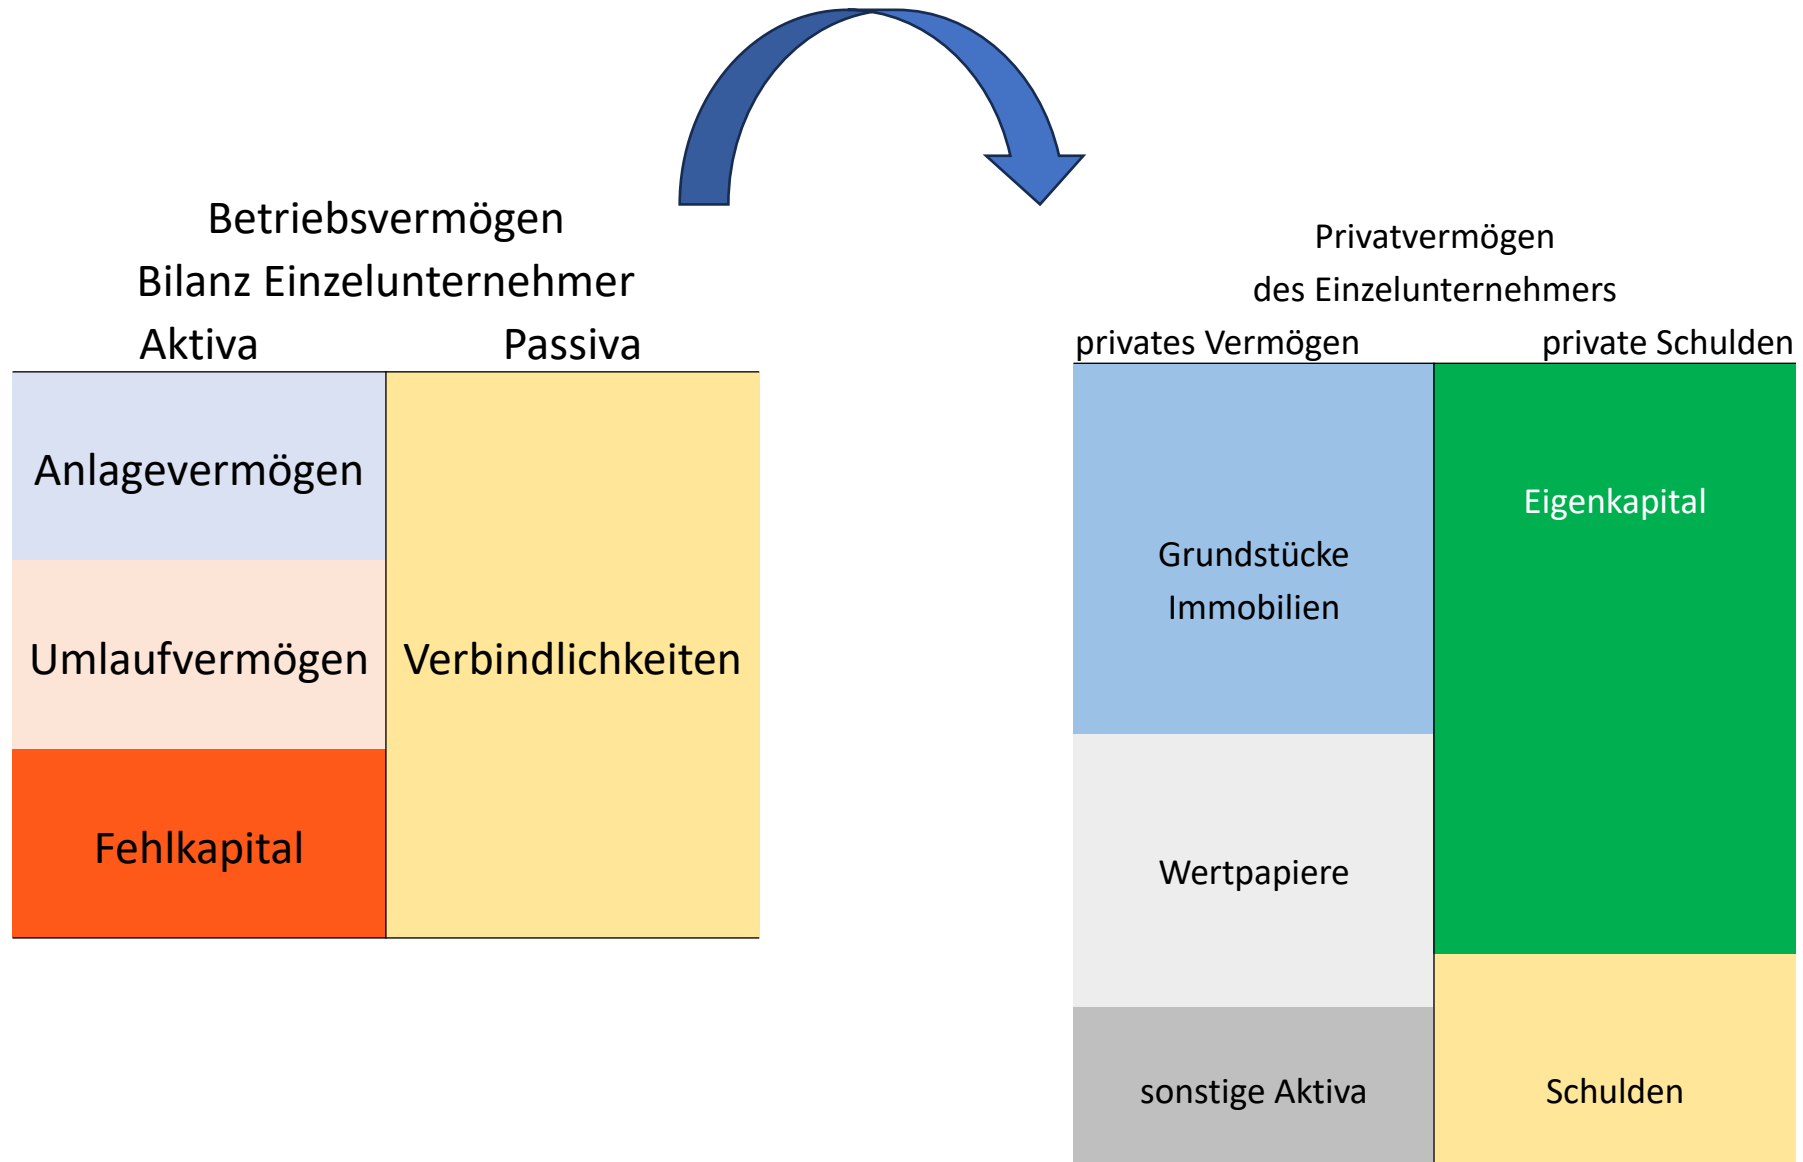 Betriebsvermögen
Bilanz Einzelunternehmer
Aktiva Passiva
Anlagevermögen
Umlaufvermögen Verbindlichkeiten
Fehlkapital
Privatvermögen
des Einzelunternehmers
privates Vermögen private Schulden
Eigenkapital
Grundstücke
Immobilien
Wertpapiere
sonstige Aktiva Schulden